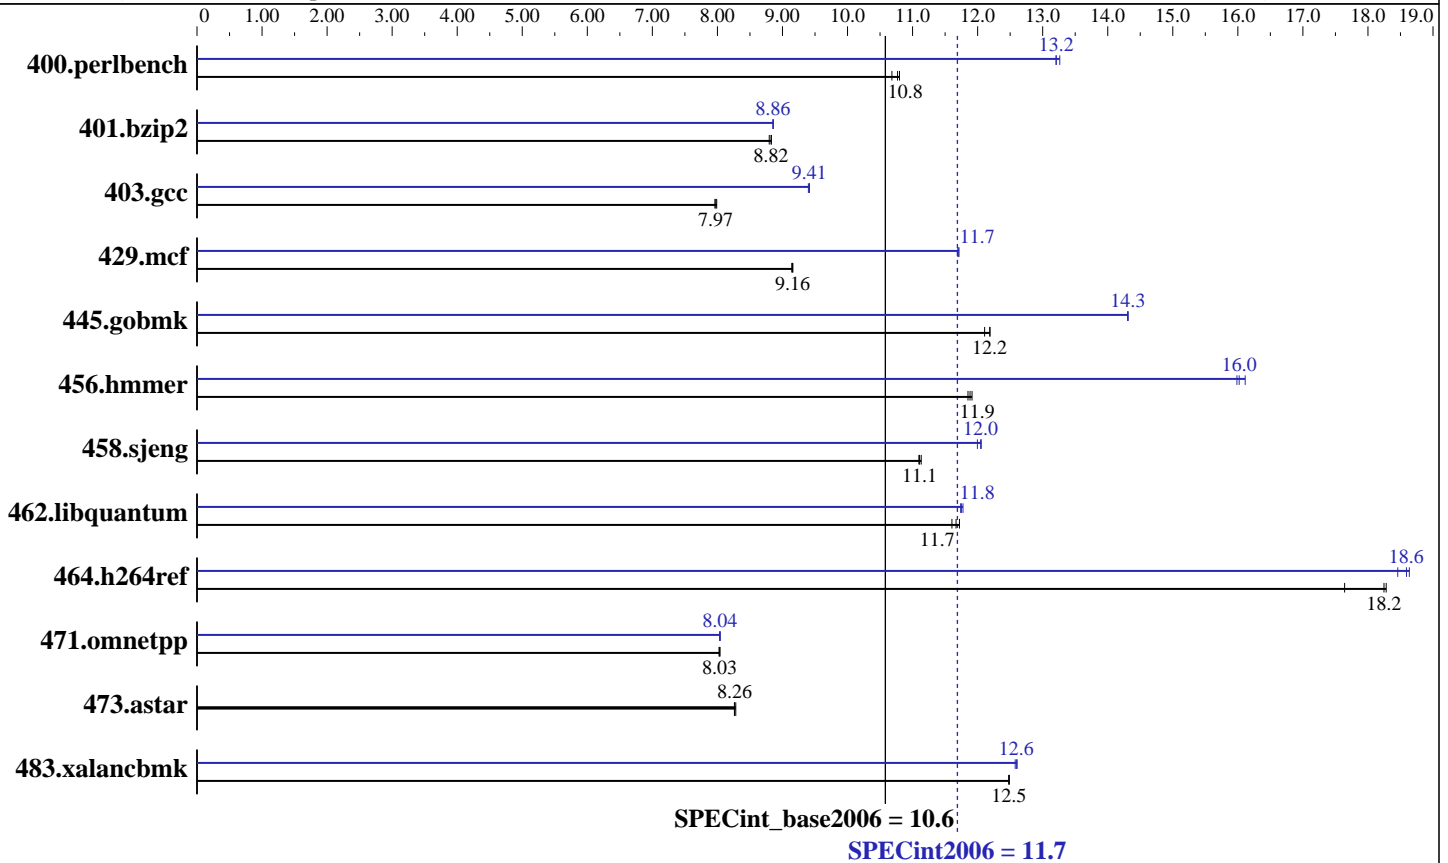 0 1.00 2.00 3.00 4.00 5.00 6.00 7.00 8.00 9.00 10.0 11.0 12.0 13.0 14.0 15.0 16.0 17.0 18.0 19.0
13.2
400.perlbench
10.8
8.86
401.bzip2
8.82
9.41
403.gcc
7.97
11.7
429.mcf
9.16
14.3
445.gobmk
12.2
16.0
456.hmmer
11.9
12.0
458.sjeng
11.1
11.8
462.libquantum
11.7
18.6
464.h264ref
18.2
8.04
471.omnetpp
8.03
8.26
473.astar
12.6
483.xalancbmk
12.5
SPECint_base2006 = 10.6
SPECint2006 = 11.7